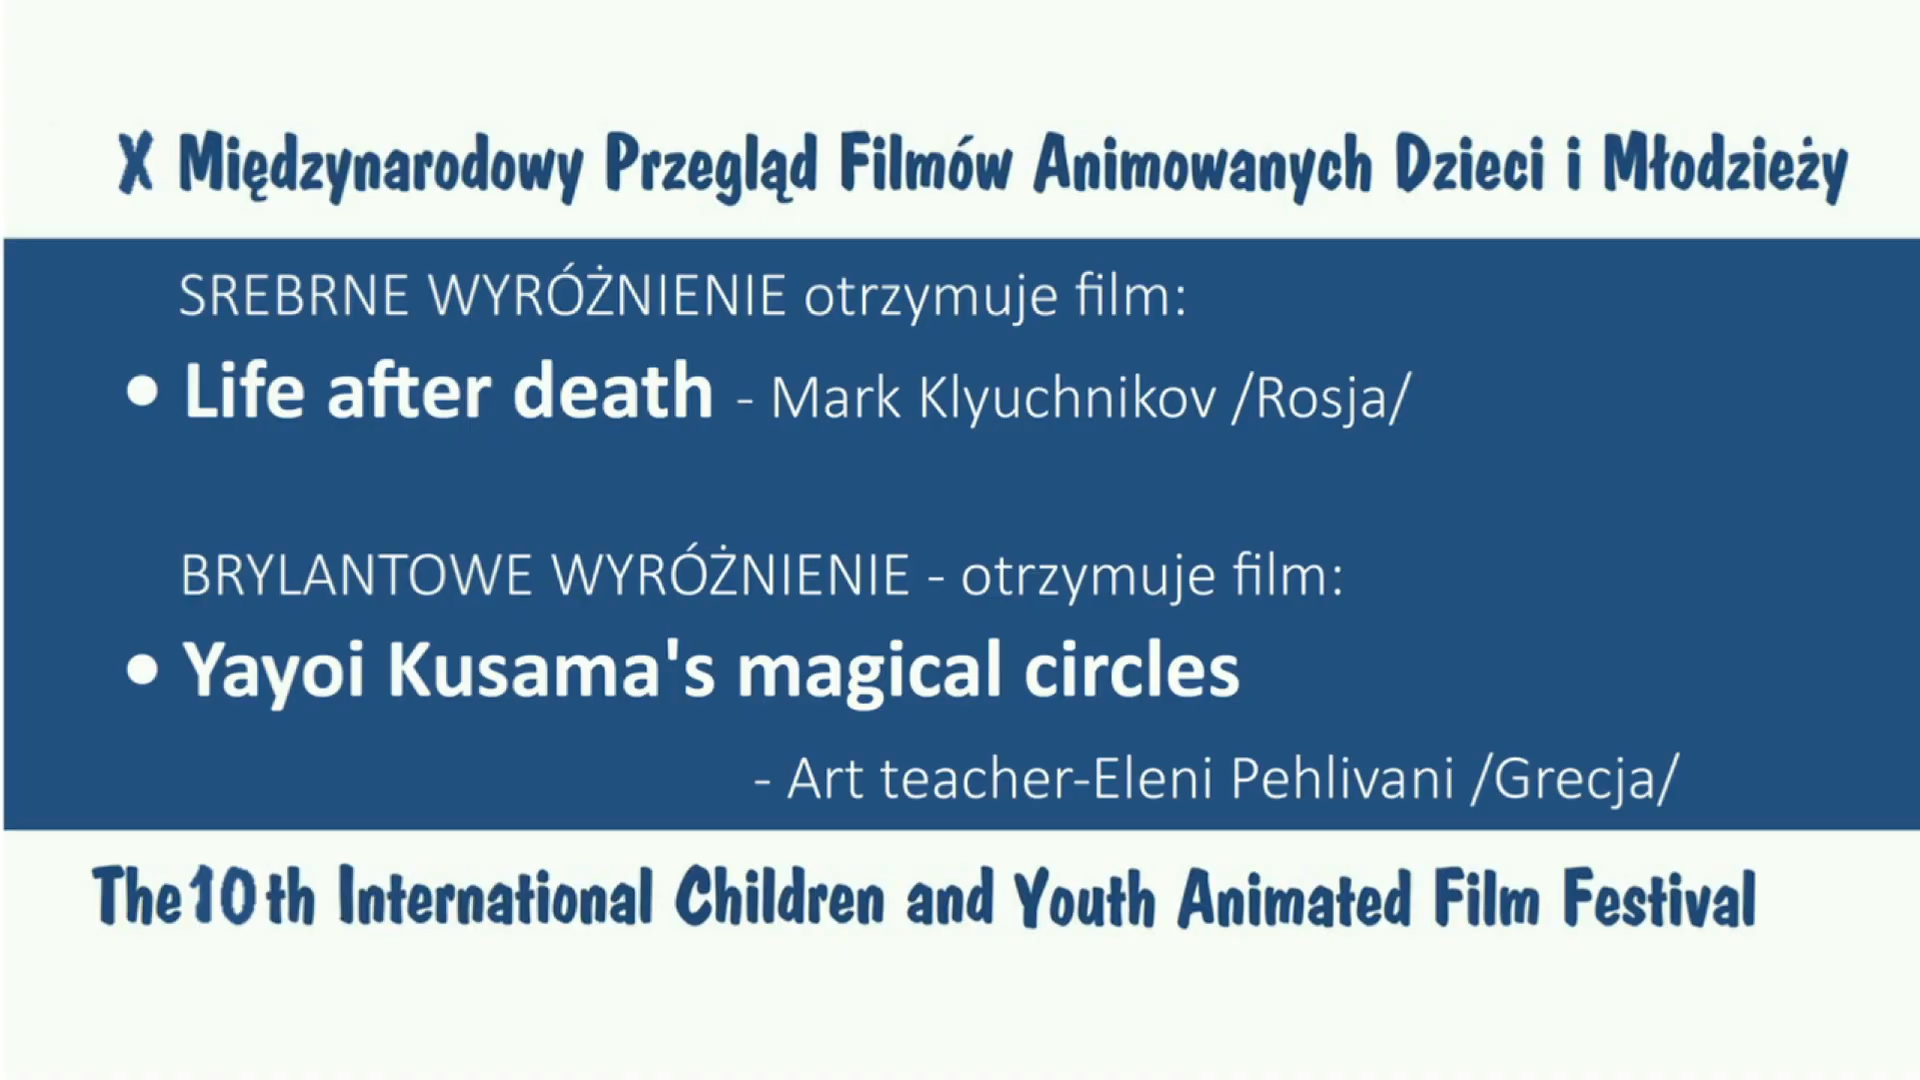 X Międzynarodowy Przegląd Filmów Animowanych Dzieci i Młodzieży
SREBRNE WYRÓŻNIENIE otrzymuje film:
• Life after death - Mark Klyuchnikov /Rosja/
BRYLANTOWE WYRÓŻNIENIE - otrzymuje film:
• Yayoi Kusama's magical circles
- Art teacher-Eleni Pehlivani /Grecja/
The 10th International Children and Youth Animated Film Festival